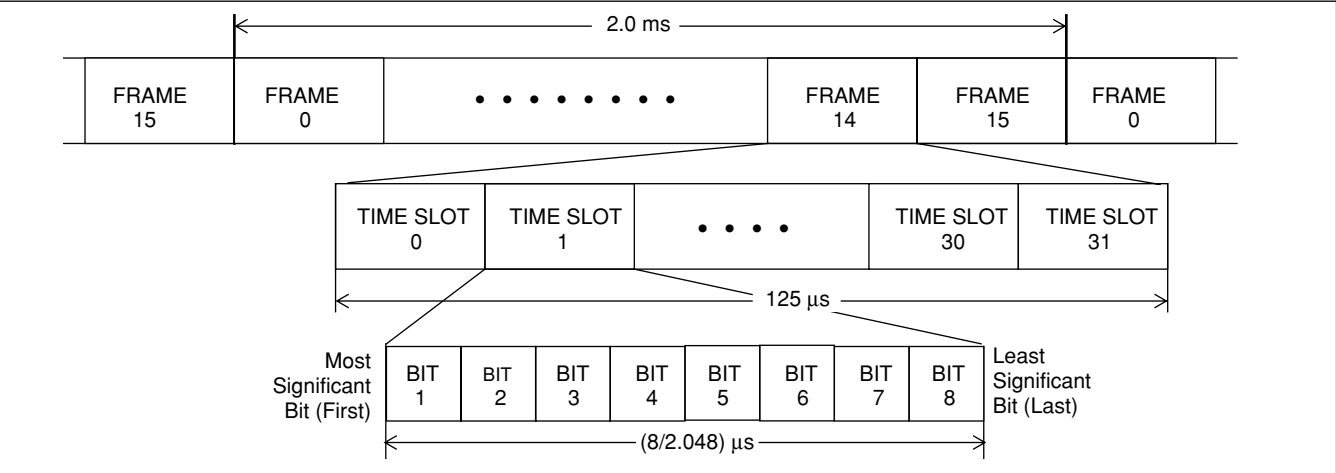 2.0 ms
FRAME FRAME FRAME FRAME FRAME
15 0 • • • • • • • • 14 15 0
TIME SLOT TIME SLOT TIME SLOT TIME SLOT
0 1 • • • • 30 31
125 μs
Most
Significant
Bit (First)
BIT BIT BIT BIT BIT BIT BIT BIT
1 2 3 4 5 6 7 8
Least
Significant
Bit (Last)
(8/2.048) μs